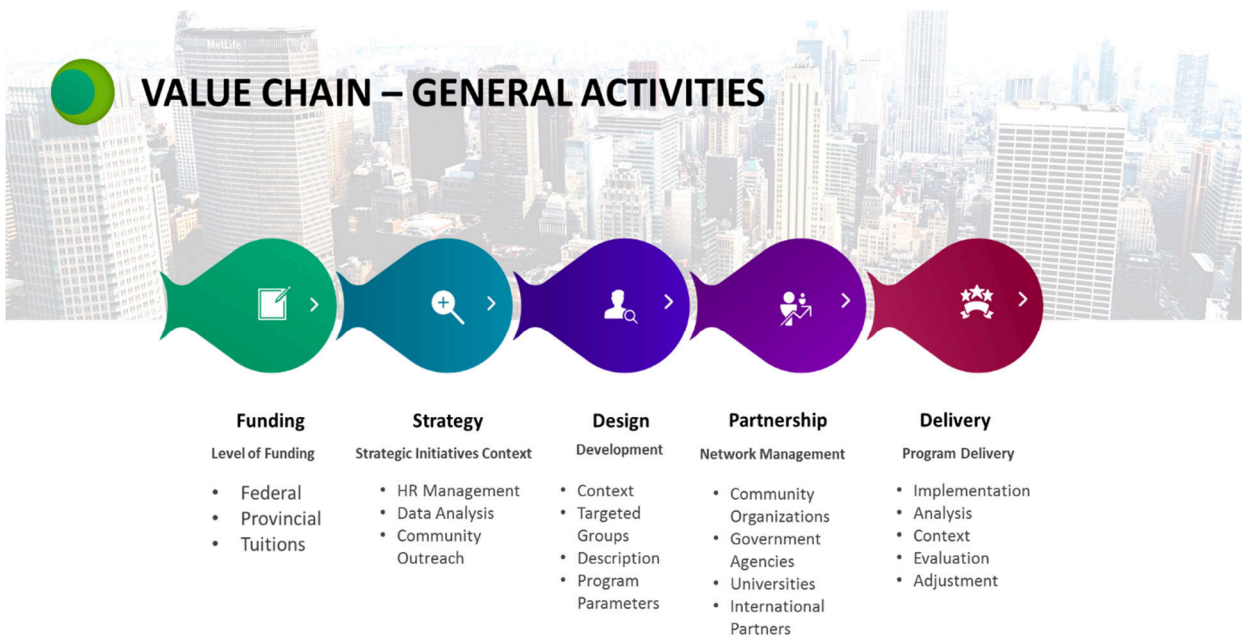 MetLife
VALUE CHAIN – GENERAL ACTIVITIES
Funding
Level of Funding
• Federal
• Provincial
• Tuitions
Strategy
Strategic Initiatives Context
• HR Management
• Data Analysis
• Community
Outreach
Design
Development
• Context
• Targeted
Groups
• Description
• Program
Parameters
Partnership
Network Management
• Community
Organizations
• Government
Agencies
• Universities
• International
Partners
Delivery
Program Delivery
• Implementation
• Analysis
• Context
• Evaluation
• Adjustment